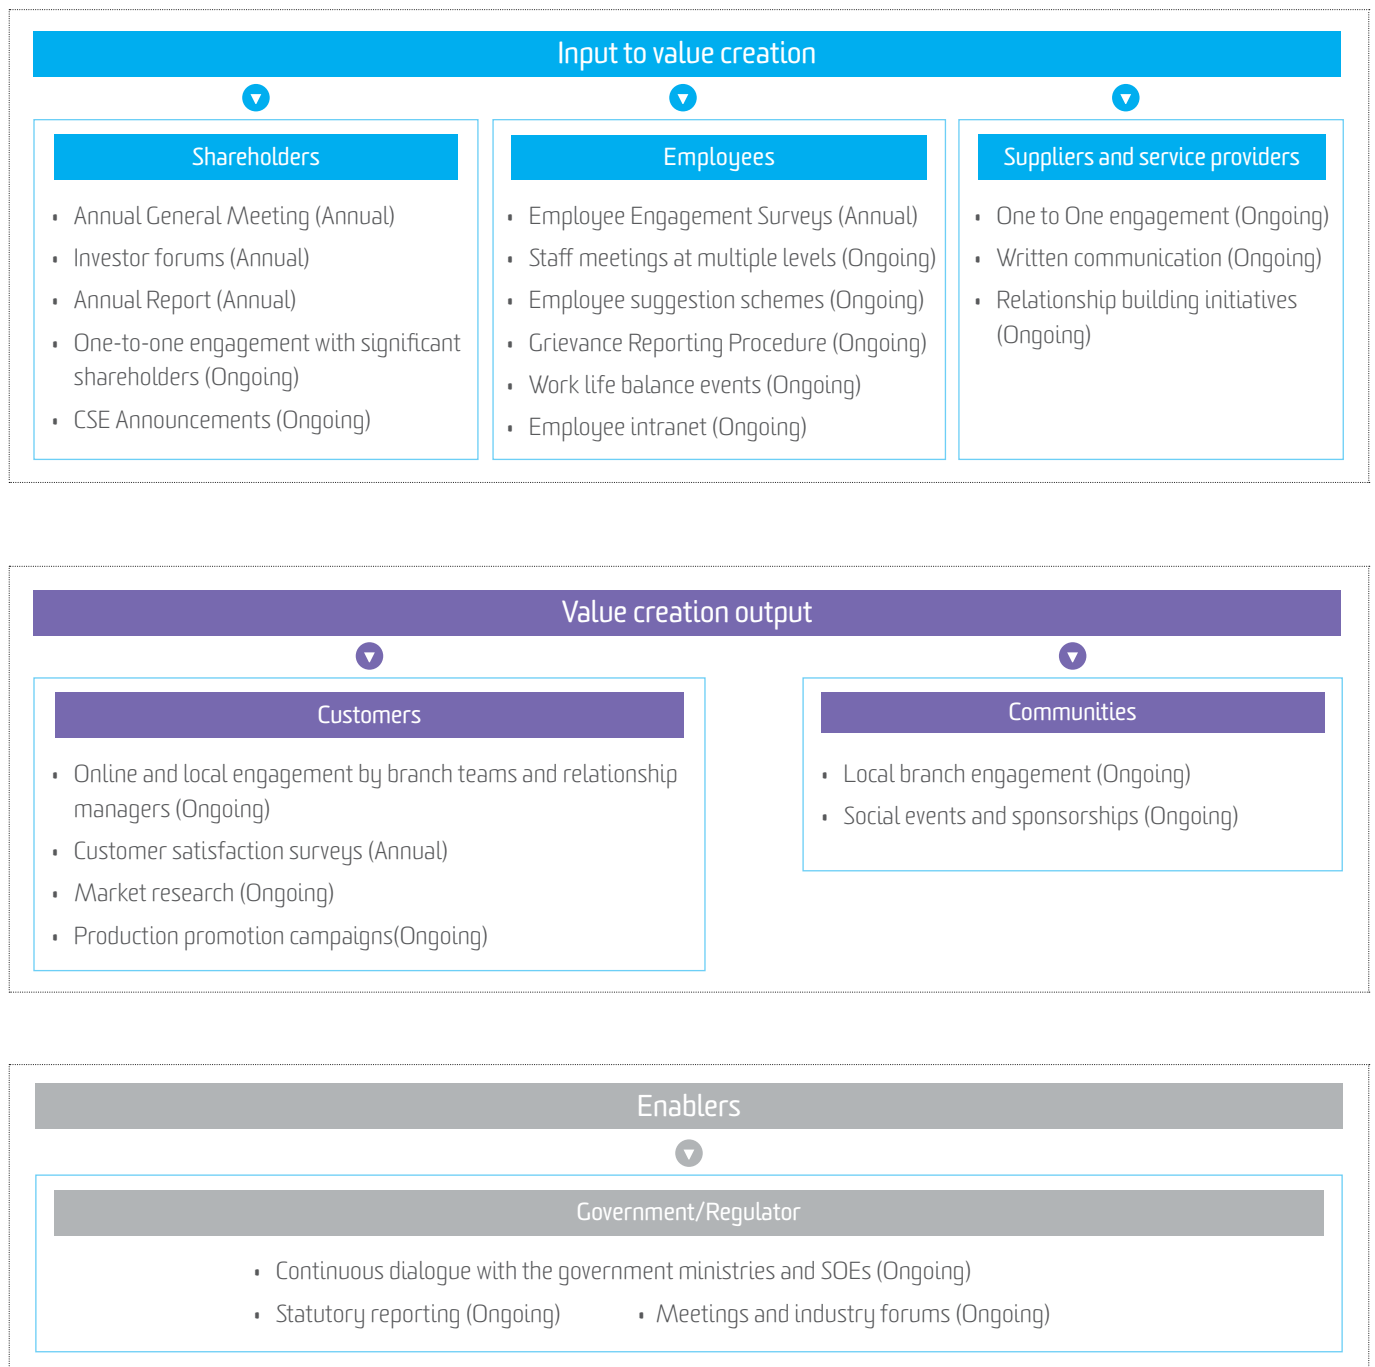 Input to value creation
Shareholders
• Annual General Meeting (Annual)
• Investor forums (Annual)
• Annual Report (Annual)
• One-to-one engagement with significant
shareholders (Ongoing)
• CSE Announcements (Ongoing)
Employees
• Employee Engagement Surveys (Annual)
• Staff meetings at multiple levels (Ongoing)
• Employee suggestion schemes (Ongoing)
• Grievance Reporting Procedure (Ongoing)
• Work life balance events (Ongoing)
• Employee intranet (Ongoing)
Suppliers and service providers
• One to One engagement (Ongoing)
• Written communication (Ongoing)
• Relationship building initiatives
(Ongoing)
Value creation output
Customers
• Online and local engagement by branch teams and relationship
managers (Ongoing)
• Customer satisfaction surveys (Annual)
• Market research (Ongoing)
• Production promotion campaigns(Ongoing)
Communities
• Local branch engagement (Ongoing)
• Social events and sponsorships (Ongoing)
Enablers
Government/Regulator
• Continuous dialogue with the government ministries and SOEs (Ongoing)
• Statutory reporting (Ongoing) • Meetings and industry forums (Ongoing)